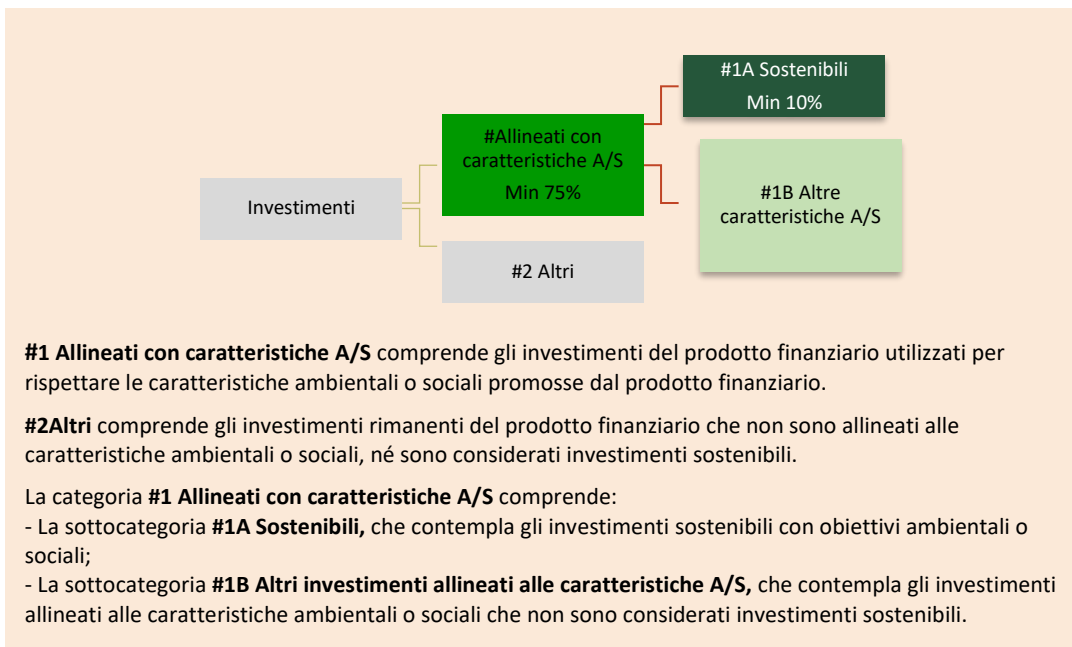 #1A Sostenibili
Min 10%
#Allineati con
caratteristiche A/S
Min 75%
#1B Altre
caratteristiche A/S
Investimenti
#2 Altri
#1 Allineati con caratteristiche A/S comprende gli investimenti del prodotto finanziario utilizzati per
rispettare le caratteristiche ambientali o sociali promosse dal prodotto finanziario.
#2Altri comprende gli investimenti rimanenti del prodotto finanziario che non sono allineati alle
caratteristiche ambientali o sociali, né sono considerati investimenti sostenibili.
La categoria #1 Allineati con caratteristiche A/S comprende:
- La sottocategoria #1A Sostenibili, che contempla gli investimenti sostenibili con obiettivi ambientali o
sociali;
- La sottocategoria #1B Altri investimenti allineati alle caratteristiche A/S, che contempla gli investimenti
allineati alle caratteristiche ambientali o sociali che non sono considerati investimenti sostenibili.